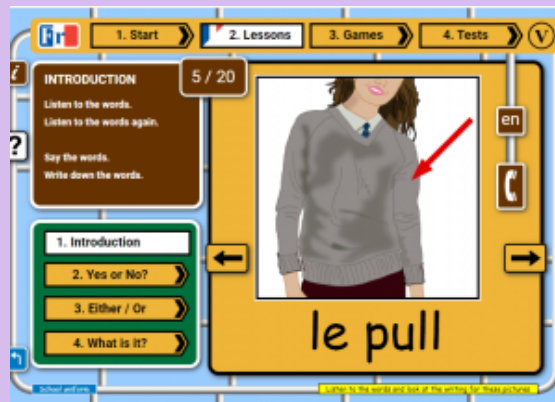 Fr
1. Start
2. Lessons
3. Games
4. Tests
V
i
INTRODUCTION
5 / 20
Listen to the words.
Listen to the words again.
Say the words.
Write down the words.
en
?
1. Introduction
2. Yes or No?
3. Either / Or
4. What is it?
le pull
School uniform
Listen to the words and look at the writing for these pictures